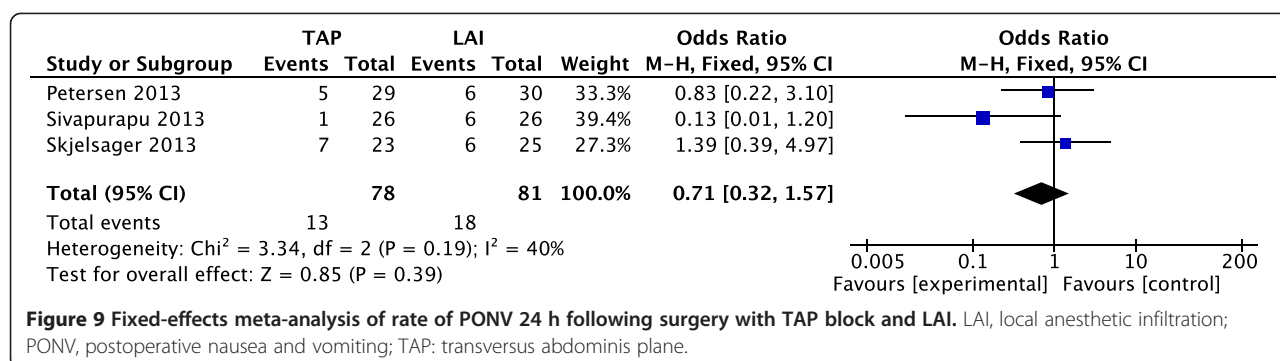 TAP LAI Odds Ratio Odds Ratio
Study or Subgroup Events Total Events Total Weight M-H, Fixed, 95% CI M-H, Fixed, 95% CI
Petersen 2013 5 29 6 30 33.3% 0.83 [0.22, 3.10]
Sivapurapu 2013 1 26 6 26 39.4% 0.13 [0.01, 1.20]
Skjelsager 2013 7 23 6 25 27.3% 1.39 [0.39, 4.97]
Total (95% CI) 78 81 100.0% 0.71 [0.32, 1.57]
Total events 13 18
Heterogeneity: Chi² = 3.34, df = 2 (P = 0.19); I² = 40%
Test for overall effect: Z = 0.85 (P = 0.39)
0.005 0.1 1 10 200
Favours [experimental] Favours [control]
Figure 9 Fixed-effects meta-analysis of rate of PONV 24 h following surgery with TAP block and LAI. LAI, local anesthetic infiltration;
PONV, postoperative nausea and vomiting; TAP: transversus abdominis plane.